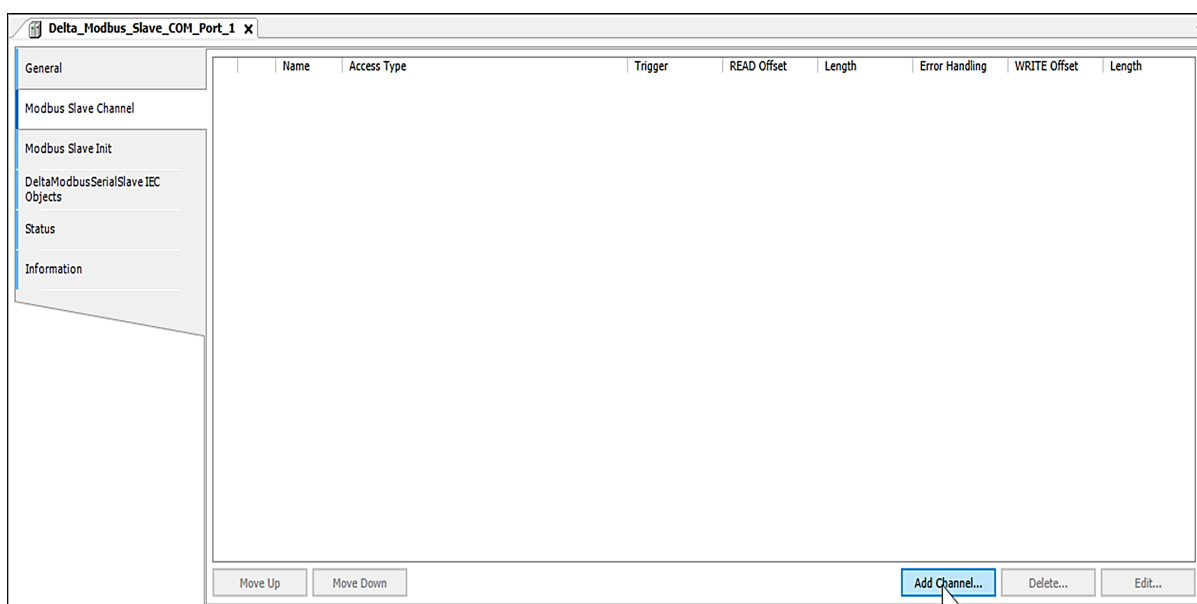 Delta_Modbus_Slave_COM_Port_1 X
General
Modbus Slave Channel
Modbus Slave Init
DeltaModbusSerialSlave IEC
Objects
Status
Information
Name Access Type Trigger READ Offset Length Error Handling WRITE Offset Length
Move Up Move Down Add Channel... Delete... Edit...